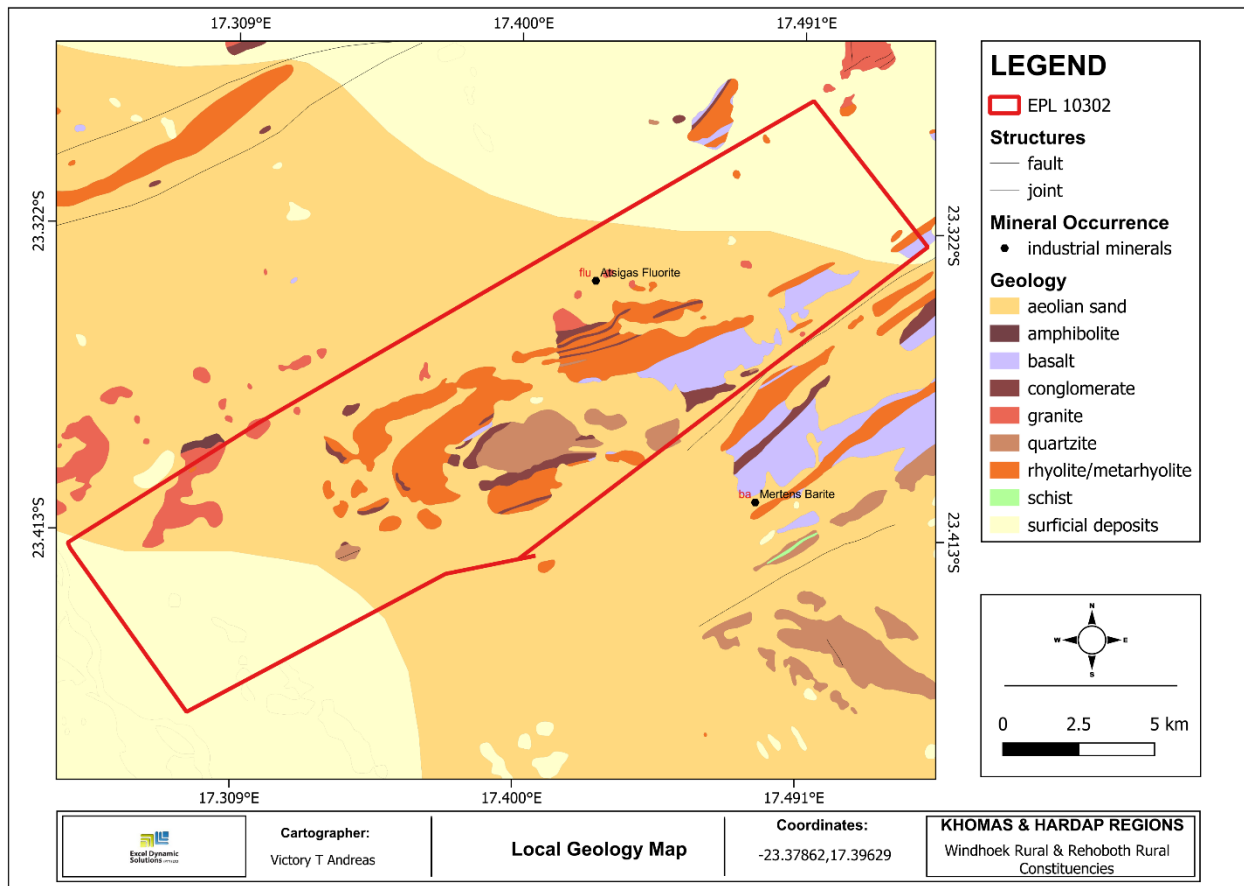 17.309°E
17.400°E
17.491°E
23.322°S
23.322°S
23.413°S
23.413°S
flu Atsigas Fluorite
ba Mertens Barite
17.309°E
17.400°E
17.491°E
LEGEND
EPL 10302
Structures
fault
joint
Mineral Occurrence
industrial minerals
Geology
aeolian sand
amphibolite
basalt
conglomerate
granite
quartzite
rhyolite/metarhyolite
schist
surficial deposits
N
W E
S
0 2.5 5 km
Excel Dynamic
Solutions
Cartographer:
Victory T Andreas
Local Geology Map
Coordinates:
-23.37862,17.39629
KHOMAS & HARDAP REGIONS
Windhoek Rural & Rehoboth Rural
Constituencies